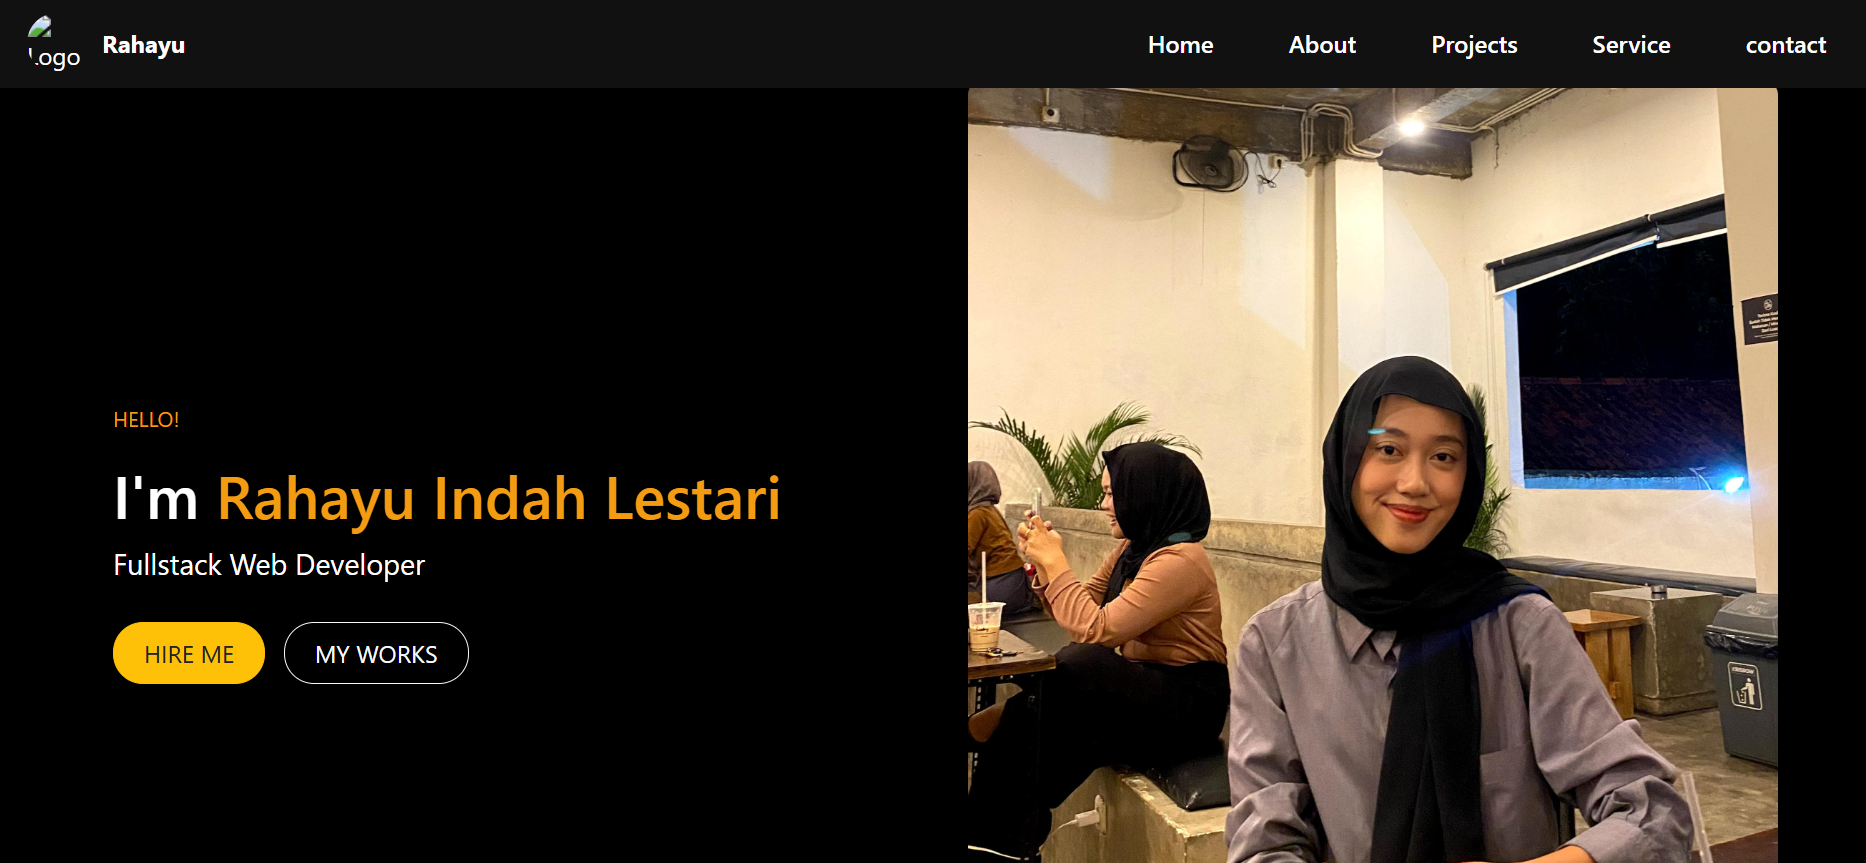 Logo
Rahayu
Home
About
Projects
Service
contact
HELLO!
I'm Rahayu Indah Lestari
Fullstack Web Developer
HIRE ME
MY WORKS